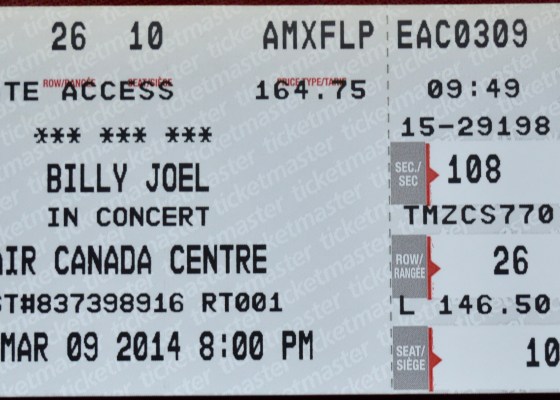 26 10 AMXFLP
ROW/RANGÉE SEAT/SIÈGE PRICE TYPE/TARIF
TE ACCESS 164.75
*** *** ***
BILLY JOEL
IN CONCERT
AIR CANADA CENTRE
ST#837398916 RT001
MAR 09 2014 8:00 PM
EAC0309
09:49
15-29198
SEC./
SEC
108
TMZCS770
ROW/
RANGÉE
26
L 146.50
SEAT/
SIÈGE
10
ticketmaster